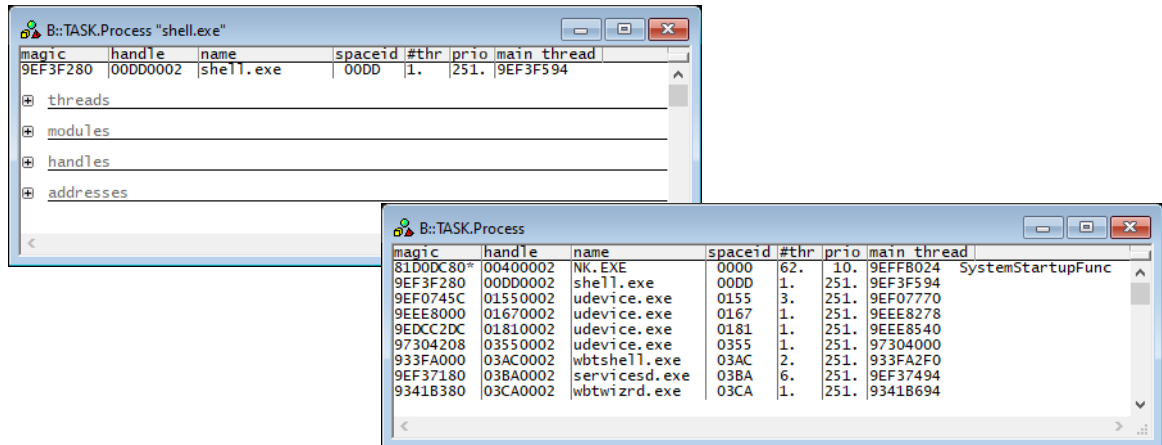 B::TASK.Process "shell.exe"
magic handle name spaceid #thr prio main thread
9EF3F280 00DD0002 shell.exe 00DD 1. 251. 9EF3F594
threads
modules
handles
addresses
B::TASK.Process
magic handle name spaceid #thr prio main thread
81D0DC80* 00400002 NK.EXE 0000 62. 10. 9EFFB024 SystemStartupFunc
9EF3F280 00DD0002 shell.exe 00DD 1. 251. 9EF3F594
9EF0745C 01550002 udevice.exe 0155 3. 251. 9EF07770
9EEE8000 01670002 udevice.exe 0167 1. 251. 9EEE8278
9EDCC2DC 01810002 udevice.exe 0181 1. 251. 9EEE8540
97304208 03550002 udevice.exe 0355 1. 251. 97304000
933FA000 03AC0002 wbtshell.exe 03AC 2. 251. 933FA2F0
9EF37180 03BA0002 servicesd.exe 03BA 6. 251. 9EF37494
9341B380 03CA0002 wbtwizrd.exe 03CA 1. 251. 9341B694